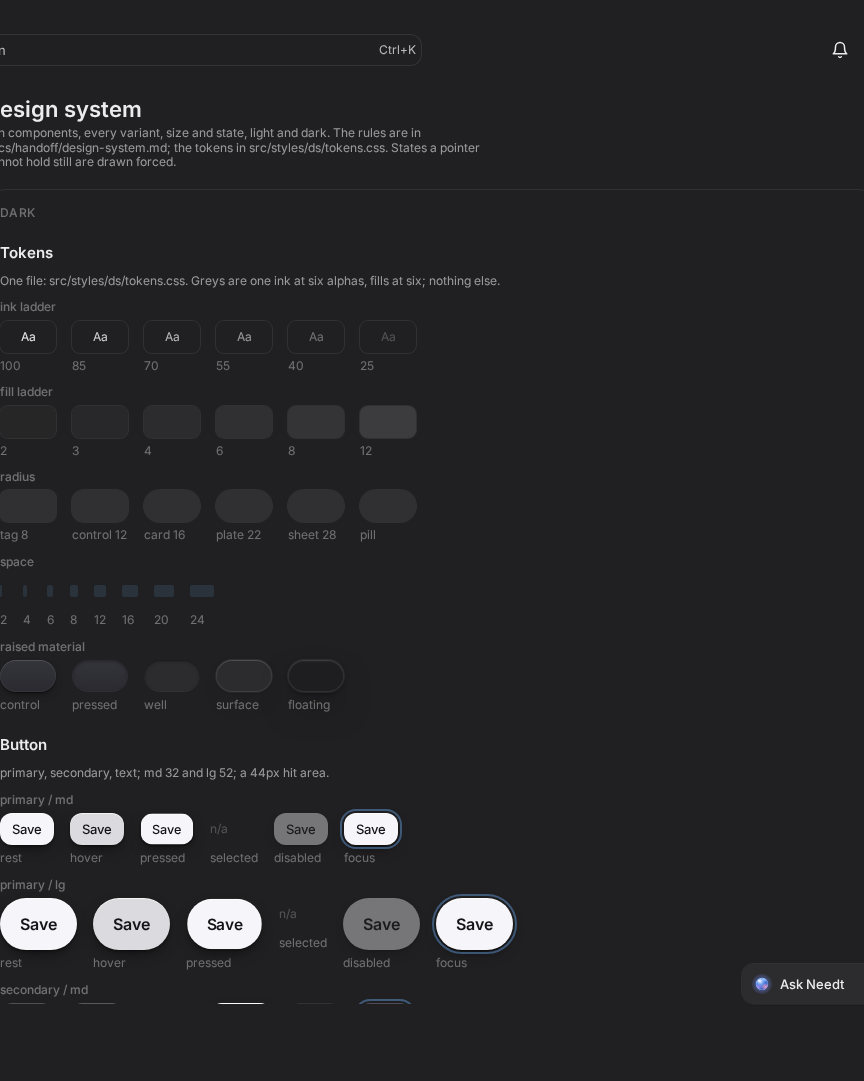 n
Ctrl+K
esign system
n components, every variant, size and state, light and dark. The rules are in
cs/handoff/design-system.md; the tokens in src/styles/ds/tokens.css. States a pointer
nnot hold still are drawn forced.
DARK
Tokens
One file: src/styles/ds/tokens.css. Greys are one ink at six alphas, fills at six; nothing else.
ink ladder
Aa Aa Aa Aa Aa Aa
100 85 70 55 40 25
fill ladder
2 3 4 6 8 12
radius
tag 8 control 12 card 16 plate 22 sheet 28 pill
space
2 4 6 8 12 16 20 24
raised material
control pressed well surface floating
Button
primary, secondary, text; md 32 and lg 52; a 44px hit area.
primary / md
Save Save Save n/a Save Save
rest hover pressed selected disabled focus
primary / lg
Save Save Save n/a Save Save
rest hover pressed selected disabled focus
secondary / md
Ask Needt